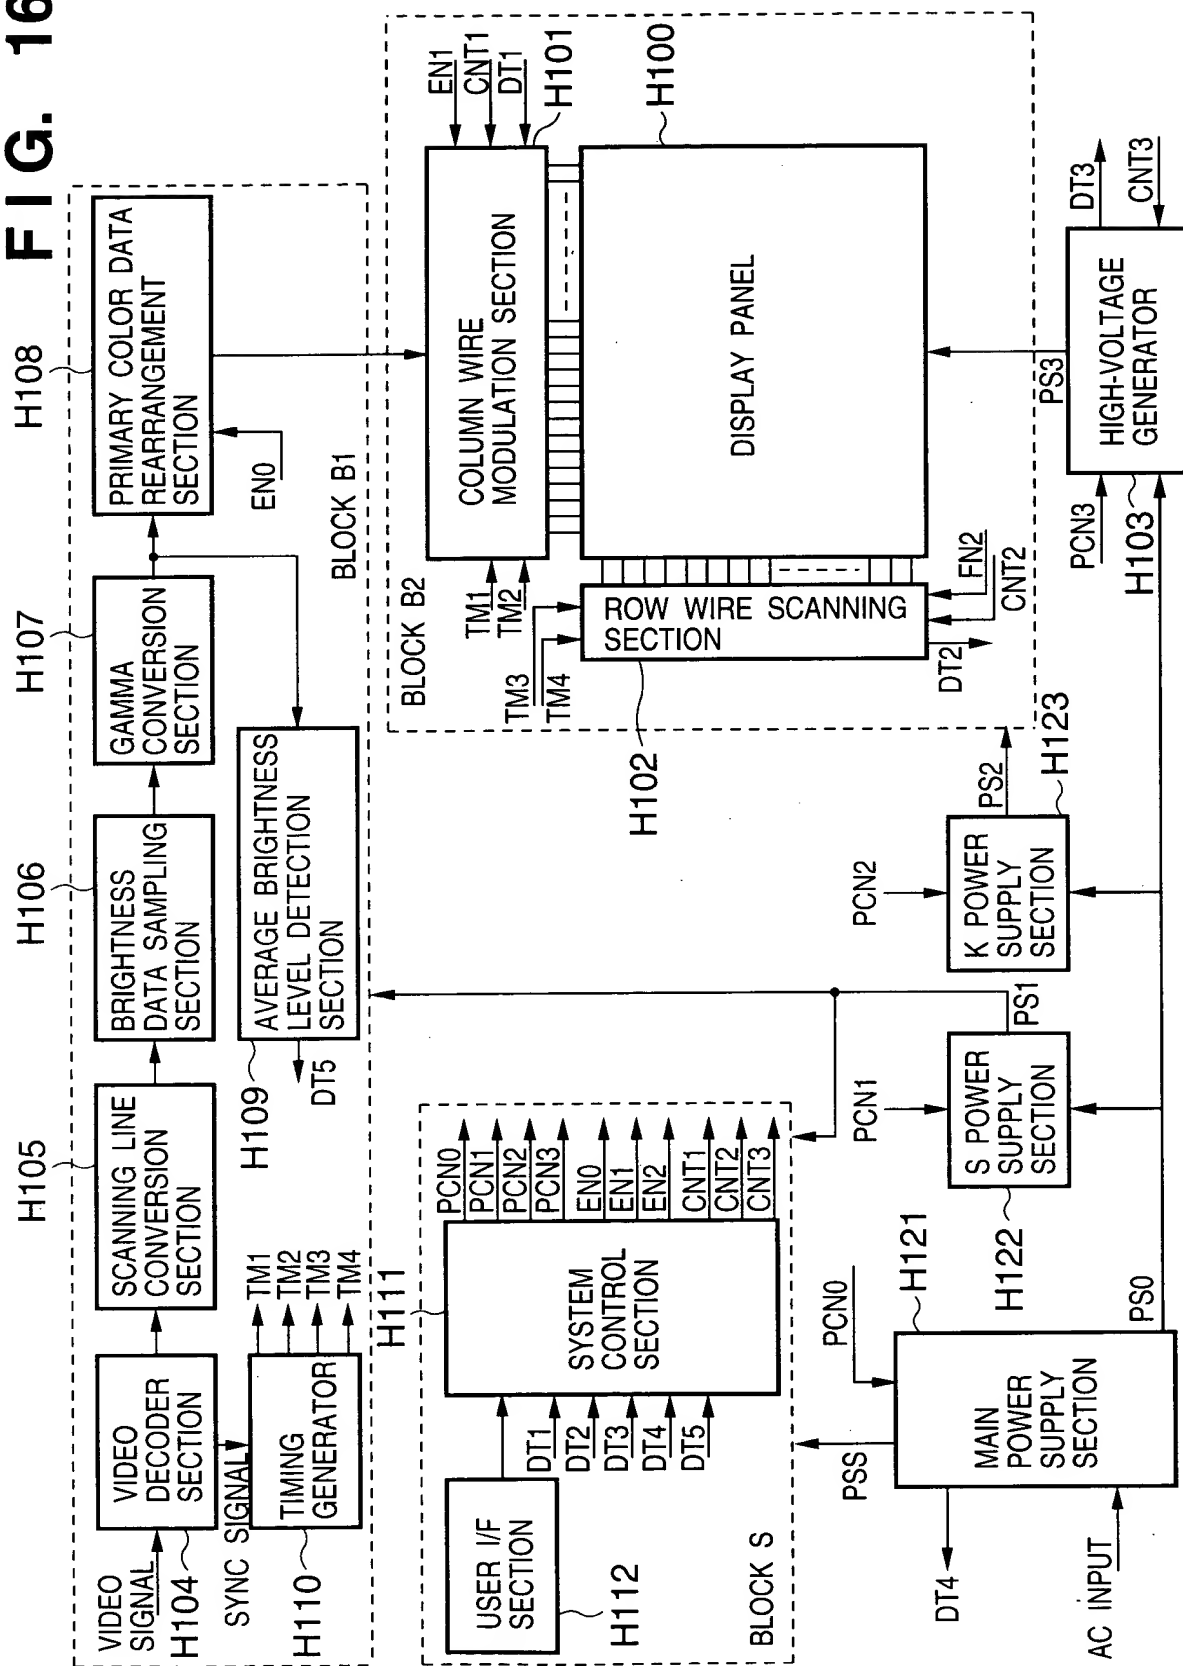 FIG. 16
H104
H105
H106
H107
H108
VIDEO
SIGNAL
VIDEO
DECODER
SECTION
SCANNING LINE
CONVERSION
SECTION
BRIGHTNESS
DATA SAMPLING
SECTION
GAMMA
CONVERSION
SECTION
PRIMARY COLOR DATA
REARRANGEMENT
SECTION
EN0
SYNC SIGNAL
H110
TIMING
GENERATOR
TM1
TM2
TM3
TM4
H109
AVERAGE BRIGHTNESS
LEVEL DETECTION
SECTION
DT5
BLOCK B1
BLOCK B2
TM1
TM2
COLUMN WIRE
MODULATION SECTION
EN1
CNT1
DT1
H101
TM3
TM4
H102
ROW WIRE SCANNING
SECTION
DT2
FN2
CNT2
DISPLAY PANEL
H100
USER I/F
SECTION
H112
DT1
DT2
DT3
DT4
DT5
H111
SYSTEM
CONTROL
SECTION
PCN0
PCN1
PCN2
PCN3
EN0
EN1
EN2
CNT1
CNT2
CNT3
BLOCK S
DT4
PSS
AC INPUT
MAIN
POWER
SUPPLY
SECTION
PCN0
H121
PS0
PCN1
S POWER
SUPPLY
SECTION
H122
PS1
PCN2
K POWER
SUPPLY
SECTION
PS2
H123
PCN3
H103
HIGH-VOLTAGE
GENERATOR
PS3
DT3
CNT3